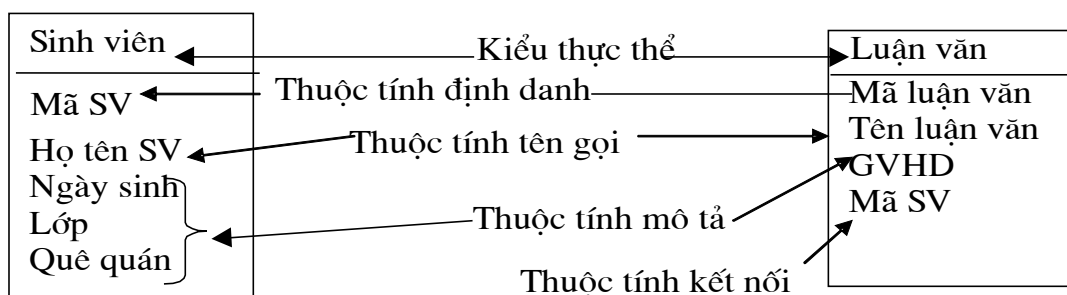 Sinh viên
Mã SV
Họ tên SV
Ngày sinh
Lớp
Quê quán
Kiểu thực thể
Thuộc tính định danh
Thuộc tính tên gọi
Thuộc tính mô tả
Thuộc tính kết nối
Luận văn
Mã luận văn
Tên luận văn
GVHD
Mã SV